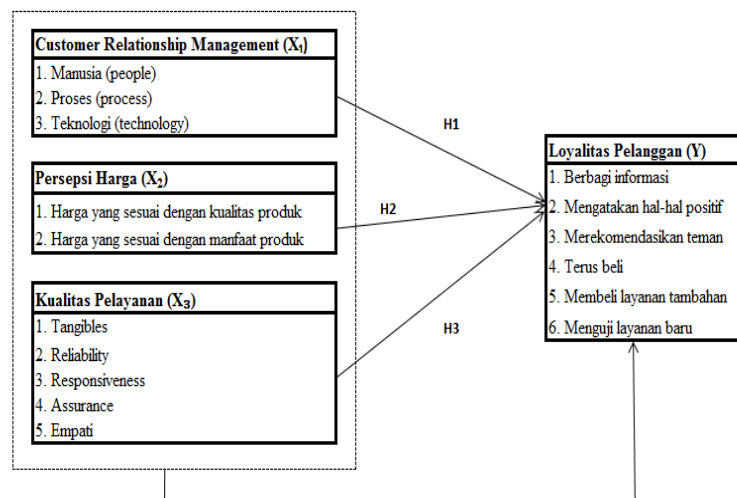 Customer Relationship Management (X₁)
1. Manusia (people)
2. Proses (process)
3. Teknologi (technology)
Persepsi Harga (X₂)
1. Harga yang sesuai dengan kualitas produk
2. Harga yang sesuai dengan manfaat produk
Kualitas Pelayanan (X₃)
1. Tangibles
2. Reliability
3. Responsiveness
4. Assurance
5. Empati
H1
H2
H3
Loyalitas Pelanggan (Y)
1. Berbagi informasi
2. Mengatakan hal-hal positif
3. Merekomendasikan teman
4. Terus beli
5. Membeli layanan tambahan
6. Menguji layanan baru